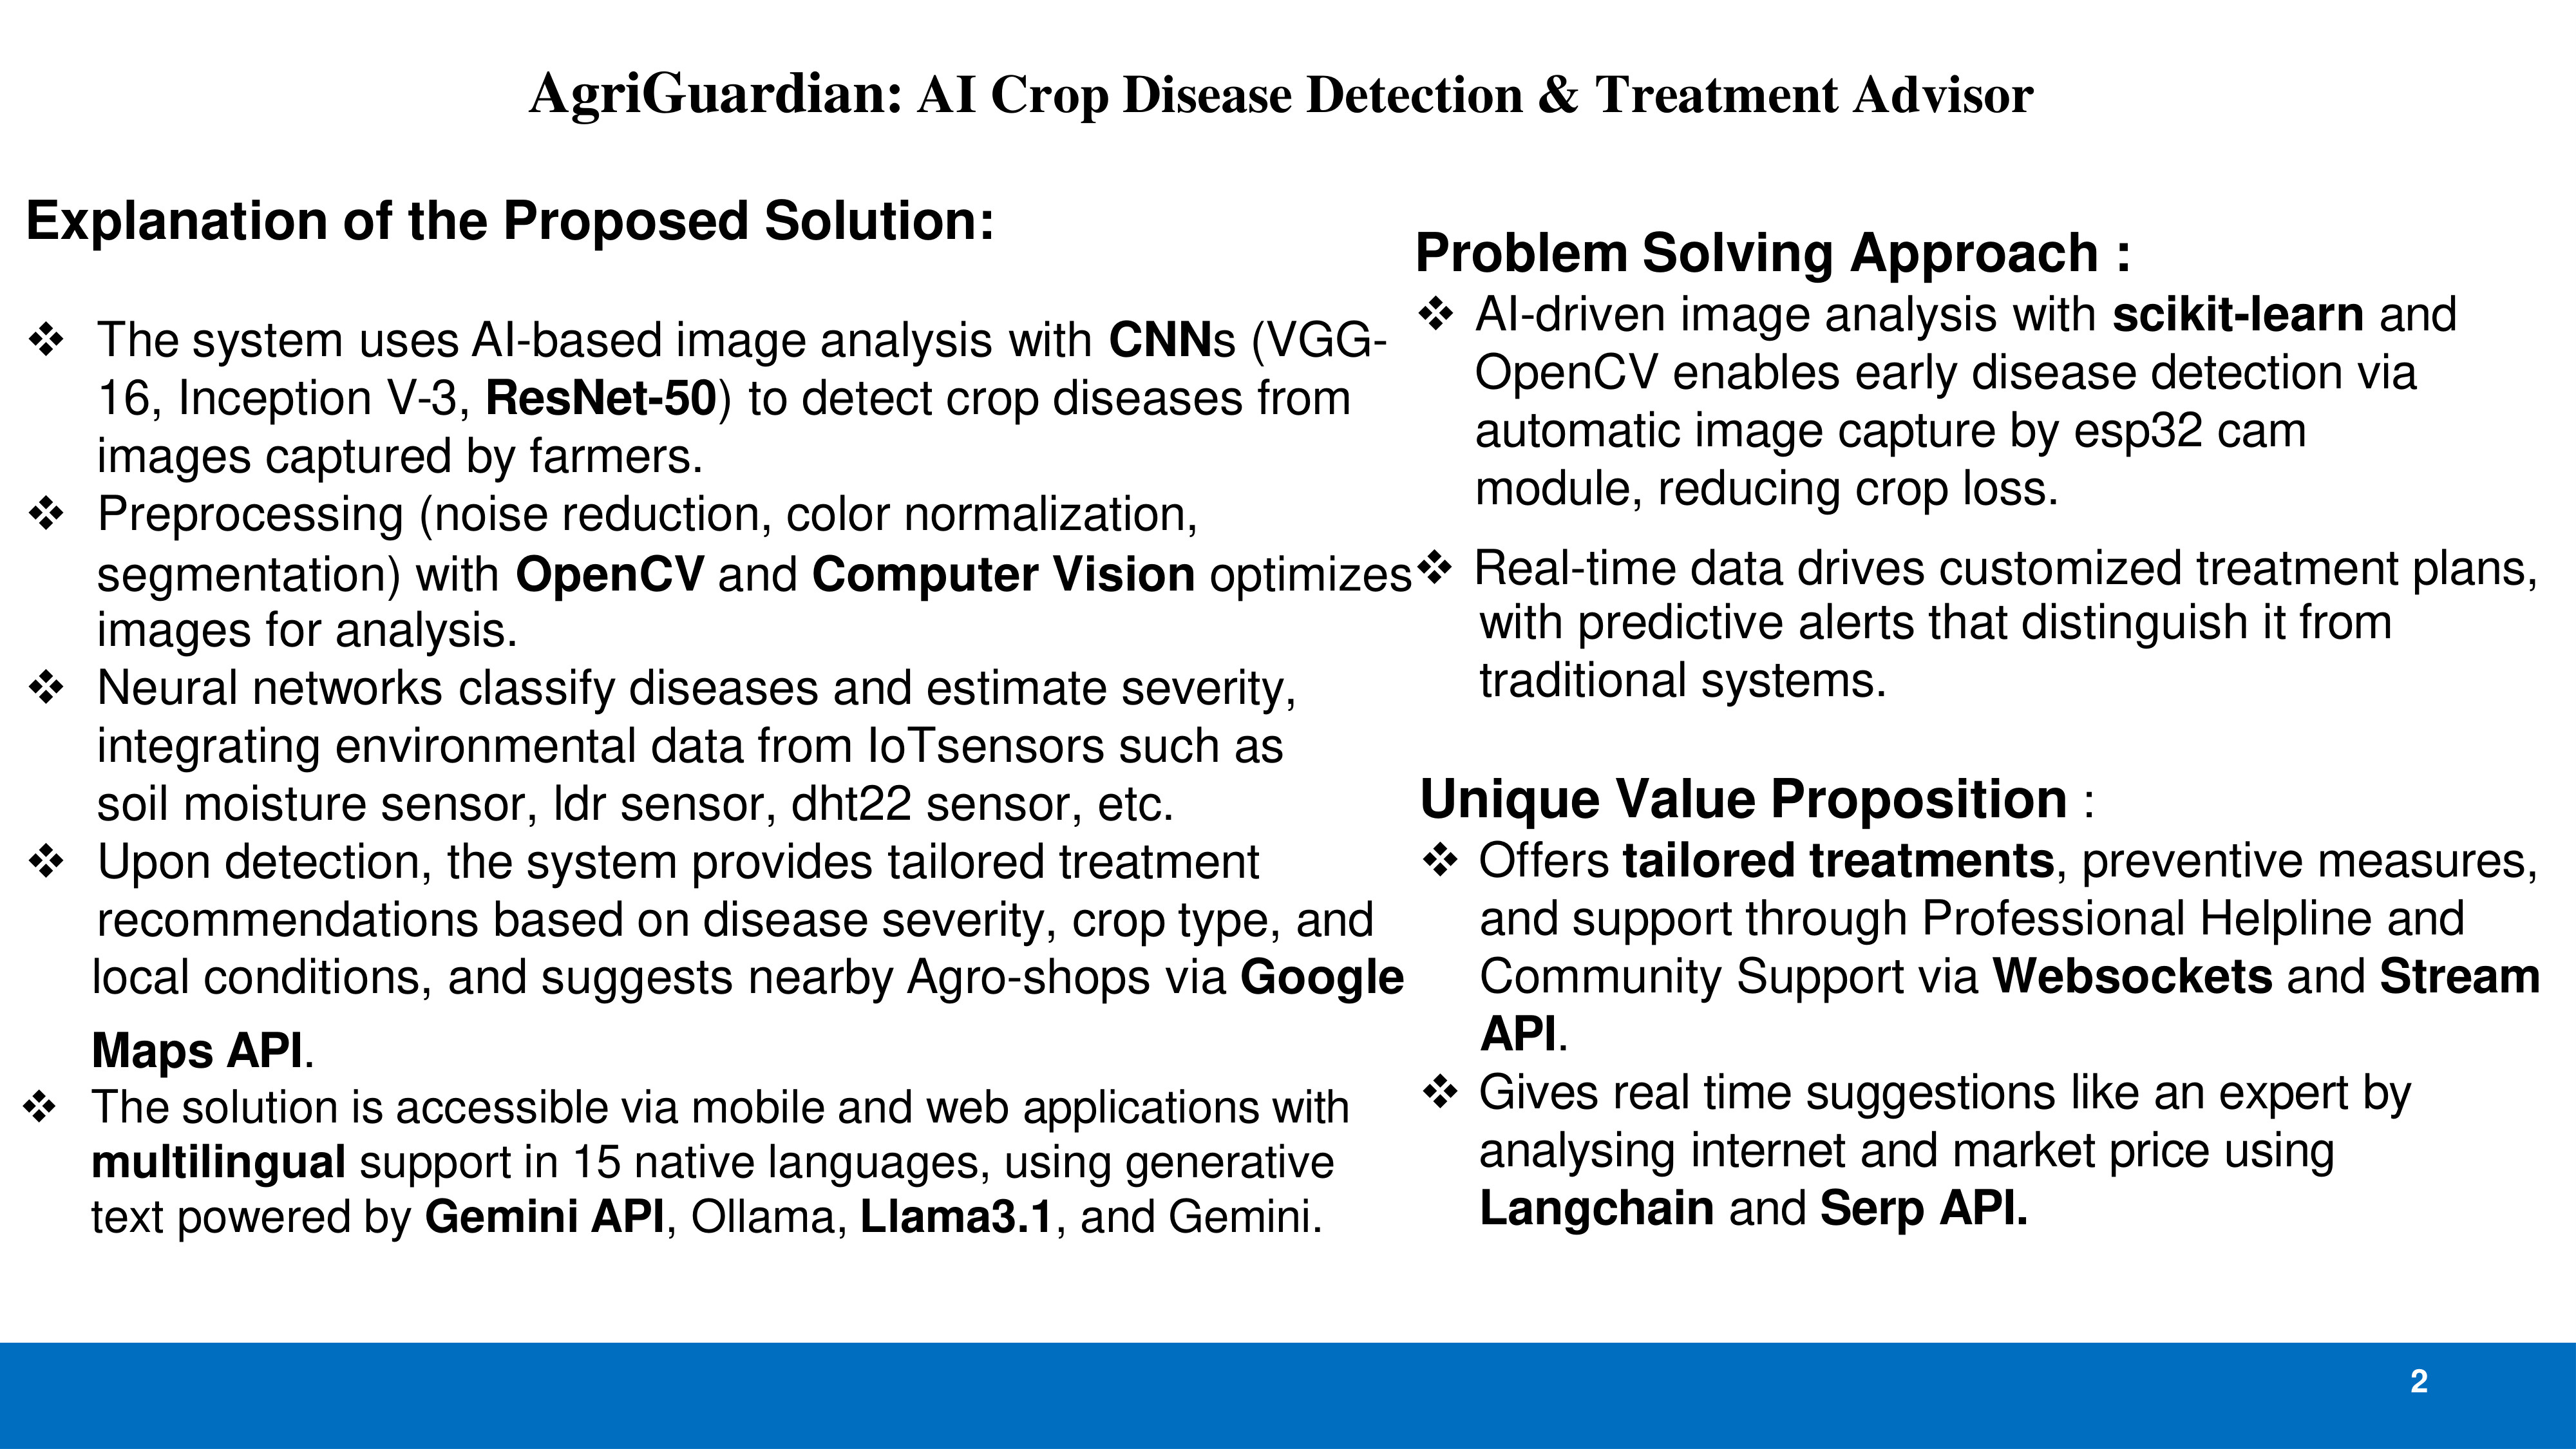 AgriGuardian: AI Crop Disease Detection & Treatment Advisor
Explanation of the Proposed Solution:
❖ The system uses AI-based image analysis with CNNs (VGG-
16, Inception V-3, ResNet-50) to detect crop diseases from
images captured by farmers.
❖ Preprocessing (noise reduction, color normalization,
segmentation) with OpenCV and Computer Vision optimizes
images for analysis.
❖ Neural networks classify diseases and estimate severity,
integrating environmental data from IoTsensors such as
soil moisture sensor, ldr sensor, dht22 sensor, etc.
❖ Upon detection, the system provides tailored treatment
recommendations based on disease severity, crop type, and
local conditions, and suggests nearby Agro-shops via Google
Maps API.
❖ The solution is accessible via mobile and web applications with
multilingual support in 15 native languages, using generative
text powered by Gemini API, Ollama, Llama3.1, and Gemini.
Problem Solving Approach :
❖ AI-driven image analysis with scikit-learn and
OpenCV enables early disease detection via
automatic image capture by esp32 cam
module, reducing crop loss.
❖ Real-time data drives customized treatment plans,
with predictive alerts that distinguish it from
traditional systems.
Unique Value Proposition :
❖ Offers tailored treatments, preventive measures,
and support through Professional Helpline and
Community Support via Websockets and Stream
API.
❖ Gives real time suggestions like an expert by
analysing internet and market price using
Langchain and Serp API.
2